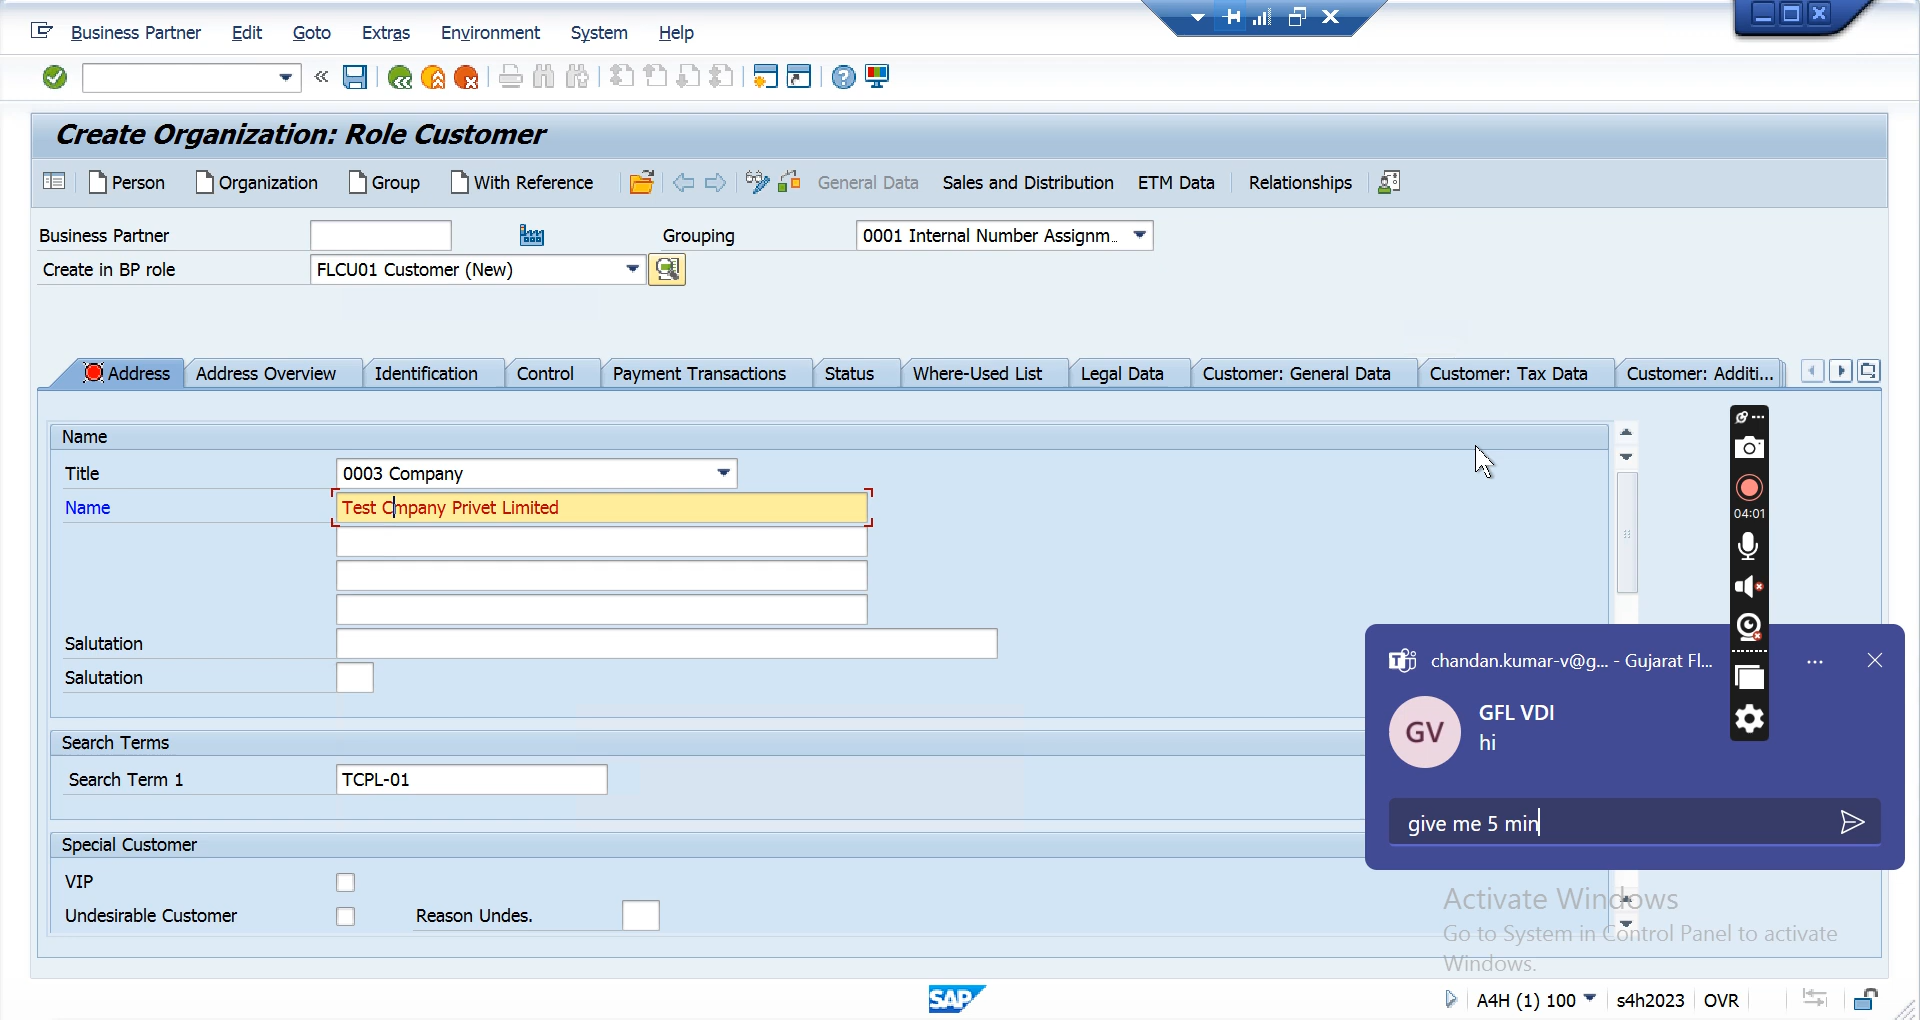 Business Partner Edit Goto Extras Environment System Help
Create Organization: Role Customer
Person Organization Group With Reference General Data Sales and Distribution ETM Data Relationships
Business Partner Grouping 0001 Internal Number Assignm..
Create in BP role FLCU01 Customer (New)
Address Address Overview Identification Control Payment Transactions Status Where-Used List Legal Data Customer: General Data Customer: Tax Data Customer: Additi...
Name
Title 0003 Company
Name Test Cmpany Privet Limited
04:01
Salutation
Salutation
chandan.kumar-v@g... - Gujarat Fl...
GV GFL VDI
hi
Search Terms
Search Term 1 TCPL-01
give me 5 min
Special Customer
VIP
Undesirable Customer Reason Undes.
Activate Windows
Go to System in Control Panel to activate
Windows.
SAP A4H (1) 100 s4h2023 OVR